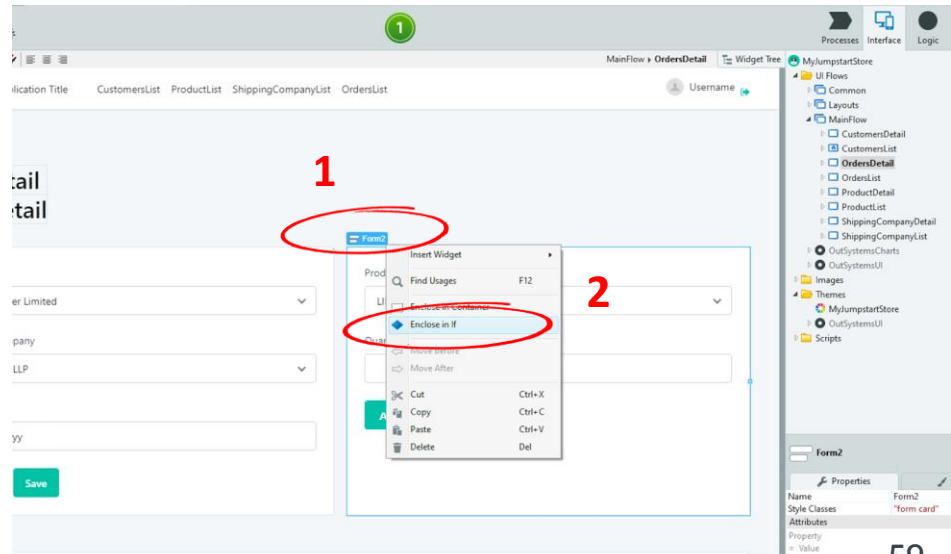 1
Processes Interface Logic
MainFlow › OrdersDetail Widget Tree
MyJumpstartStore
UI Flows
Common
Layouts
MainFlow
CustomersDetail
CustomersList
OrdersDetail
OrdersList
ProductDetail
ProductList
ShippingCompanyDetail
ShippingCompanyList
OutSystemsCharts
OutSystemsUI
Images
Themes
MyJumpstartStore
OutSystemsUI
Scripts
lication Title CustomersList ProductList ShippingCompanyList OrdersList Username
1
tail
etail
Form2
Insert Widget
Find Usages F12
2
Enclose in Container
Enclose in If
Move Before
Move After
Cut Ctrl+X
Copy Ctrl+C
Paste Ctrl+V
Delete Del
Prod
LI
Quan
A
er Limited
pany
LLP
yy
Save
Form2
Properties
Name Form2
Style Classes "form card"
Attributes
Property
= Value